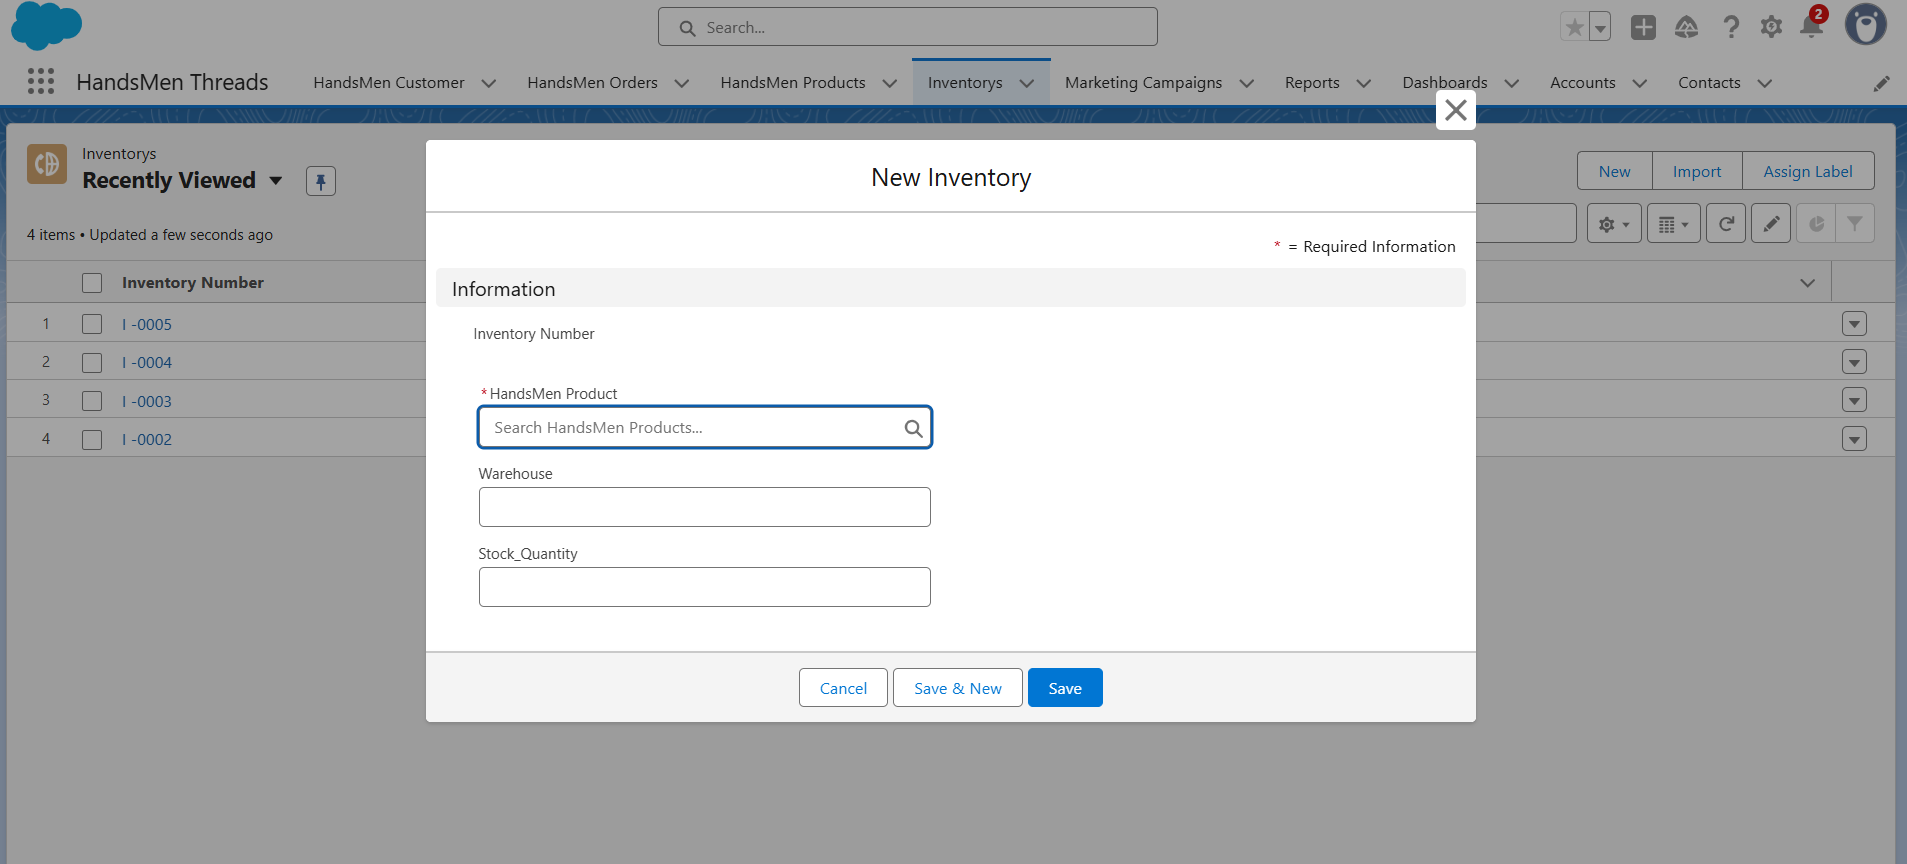 Search...
2
HandsMen Threads
HandsMen Customer
HandsMen Orders
HandsMen Products
Inventorys
Marketing Campaigns
Reports
Dashboards
Accounts
Contacts
Inventorys
Recently Viewed
New
Import
Assign Label
4 items • Updated a few seconds ago
Inventory Number
1 I -0005
2 I -0004
3 I -0003
4 I -0002
New Inventory
* = Required Information
Information
Inventory Number
*HandsMen Product
Search HandsMen Products...
Warehouse
Stock_Quantity
Cancel
Save & New
Save